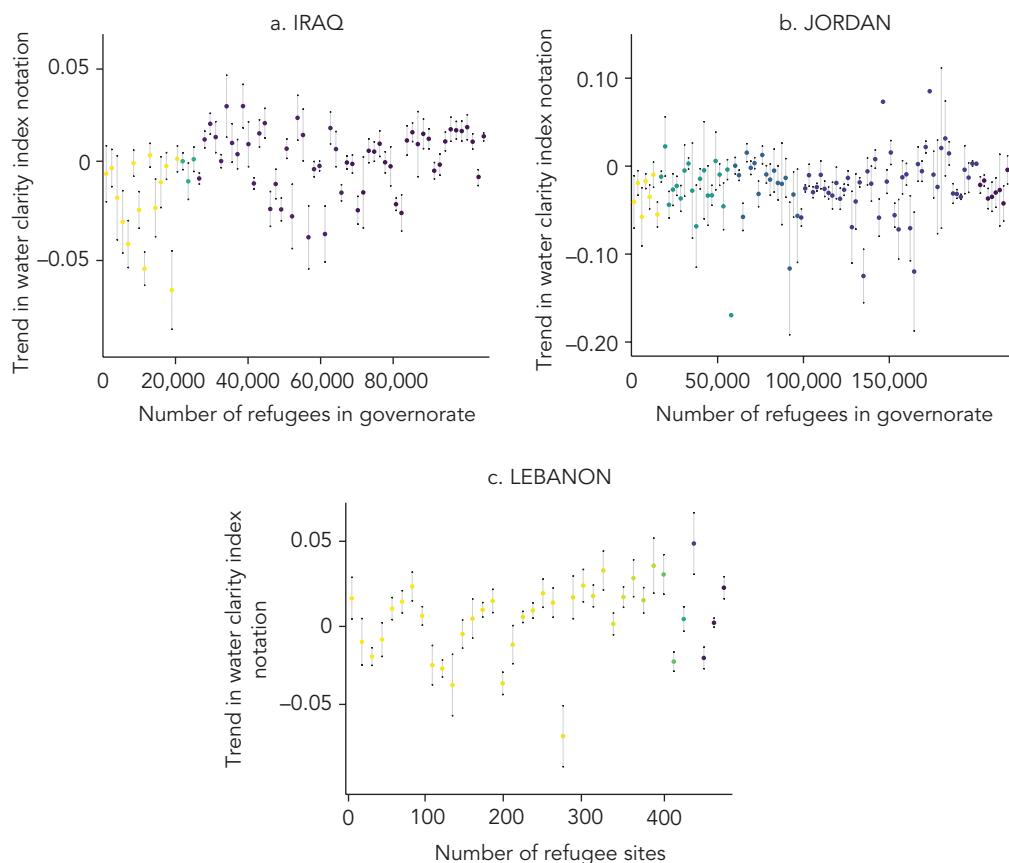 a. IRAQ
Trend in water clarity index notation
0.05
0
–0.05
0
20,000
40,000
60,000
80,000
Number of refugees in governorate
b. JORDAN
Trend in water clarity index notation
0.10
0
–0.10
–0.20
0
50,000
100,000
150,000
Number of refugees in governorate
c. LEBANON
Trend in water clarity index
notation
0.05
0
–0.05
0
100
200
300
400
Number of refugee sites